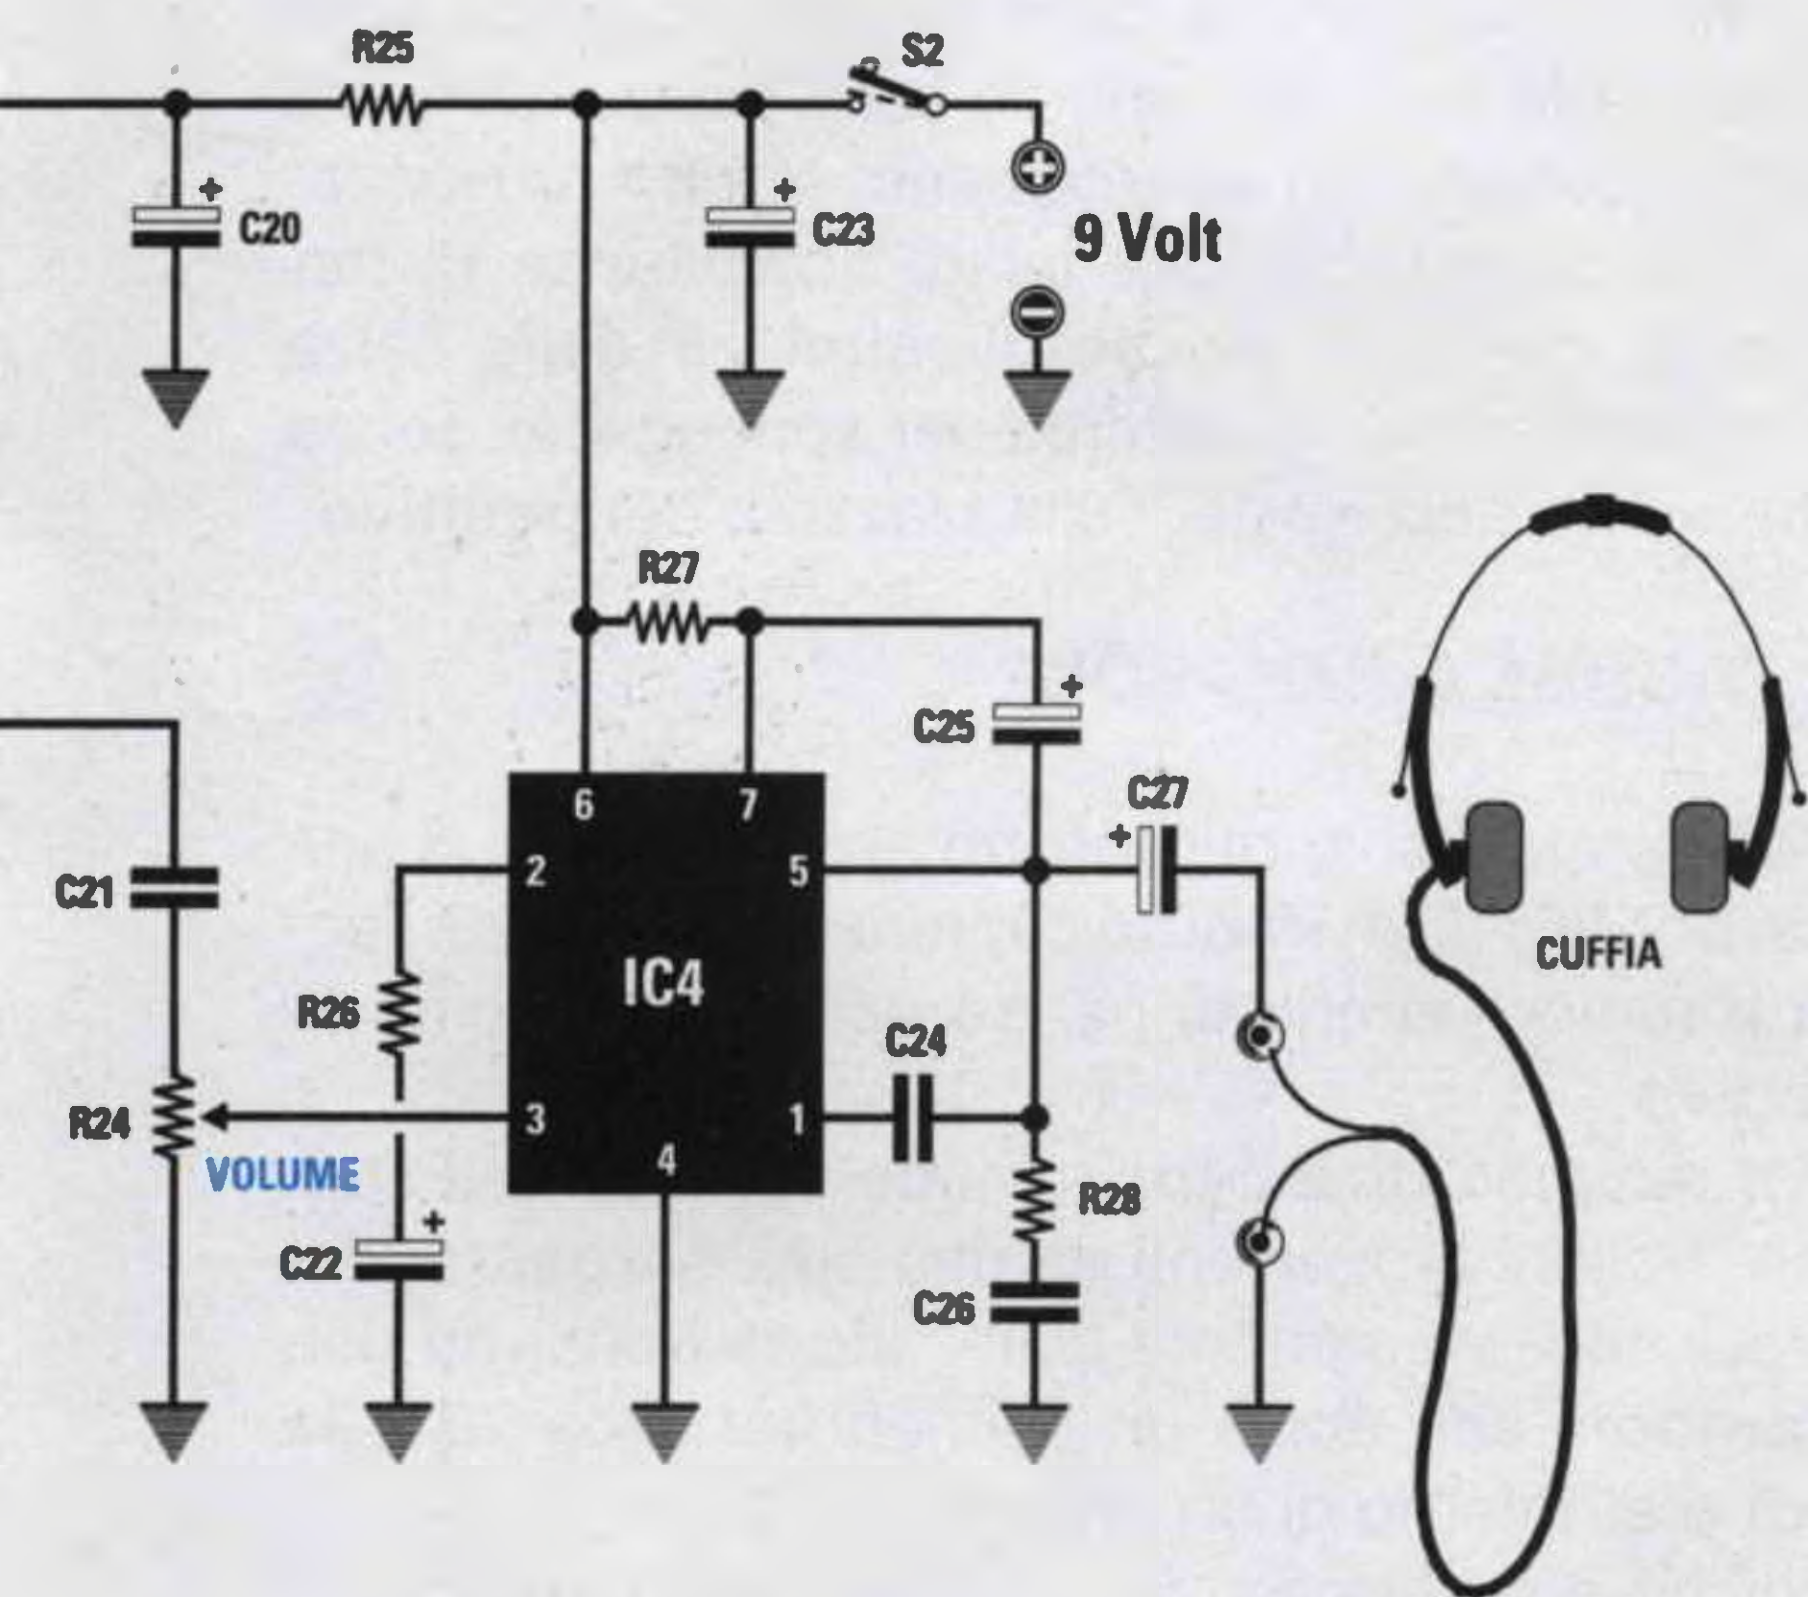 R25
S2
+
C20
+
C23
+
9 Volt
−
R27
+
C25
6
7
C27
+
2
5
C21
IC4
CUFFIA
R26
C24
R24
3
1
4
VOLUME
R28
+
C22
C26